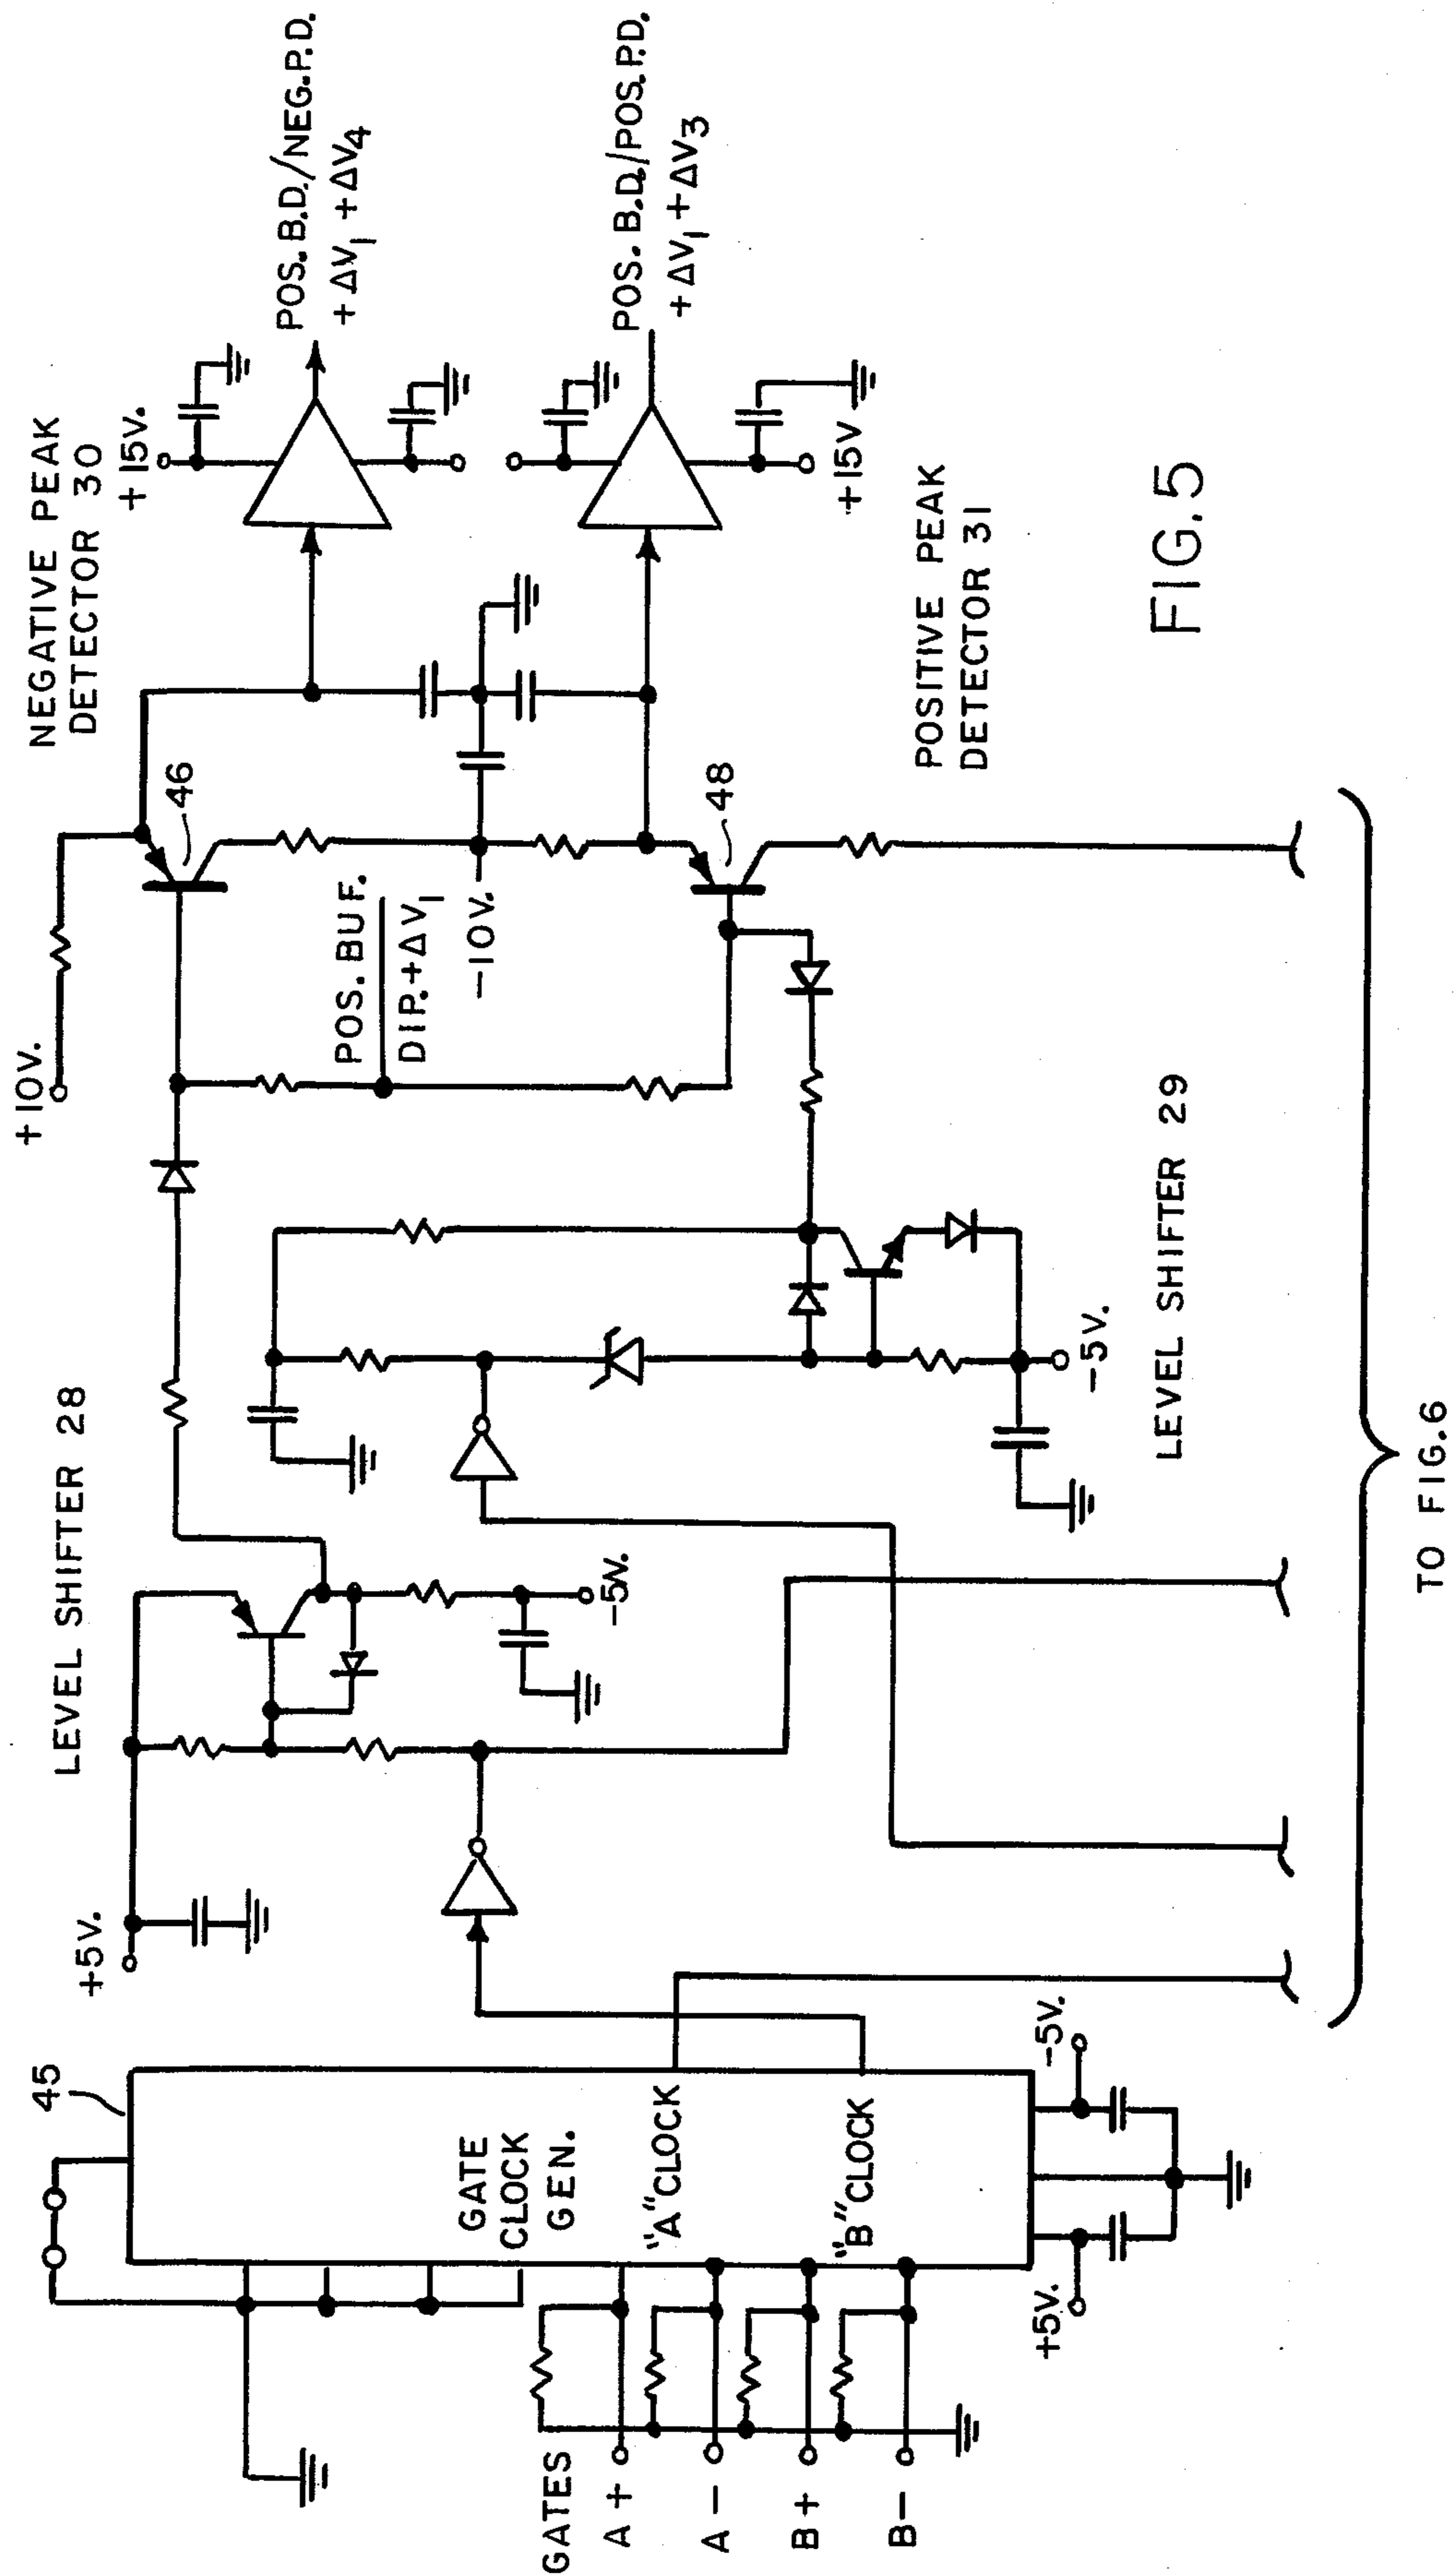 +10V.
NEGATIVE PEAK
DETECTOR 30
+15V.
46
POS. B.D./NEG.P.D.
+ΔV₁ +ΔV₄
LEVEL SHIFTER 28
+5V.
-5V.
POS. BUF.
DIP.+ΔV₁
-10V.
48
POS. B.D./POS.P.D.
+ΔV₁ +ΔV₃
+15V
POSITIVE PEAK
DETECTOR 31
-5V.
LEVEL SHIFTER 29
45
GATE
CLOCK
GEN.
"A"CLOCK
"B"CLOCK
GATES
A+
A-
B+
B-
+5V.
-5V.
TO FIG.6
FIG.5